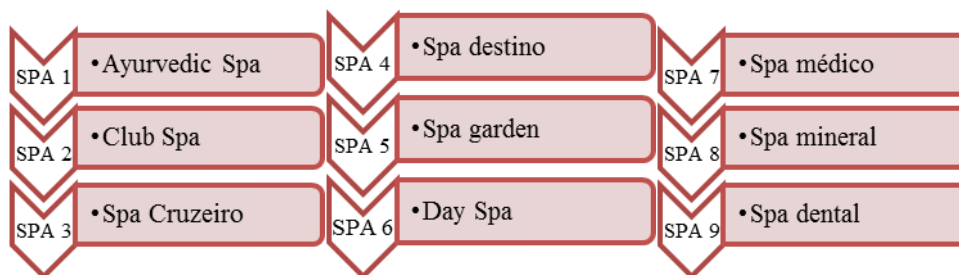 SPA 1
•Ayurvedic Spa
SPA 2
•Club Spa
SPA 3
•Spa Cruzeiro
SPA 4
•Spa destino
SPA 5
•Spa garden
SPA 6
•Day Spa
SPA 7
•Spa médico
SPA 8
•Spa mineral
SPA 9
•Spa dental